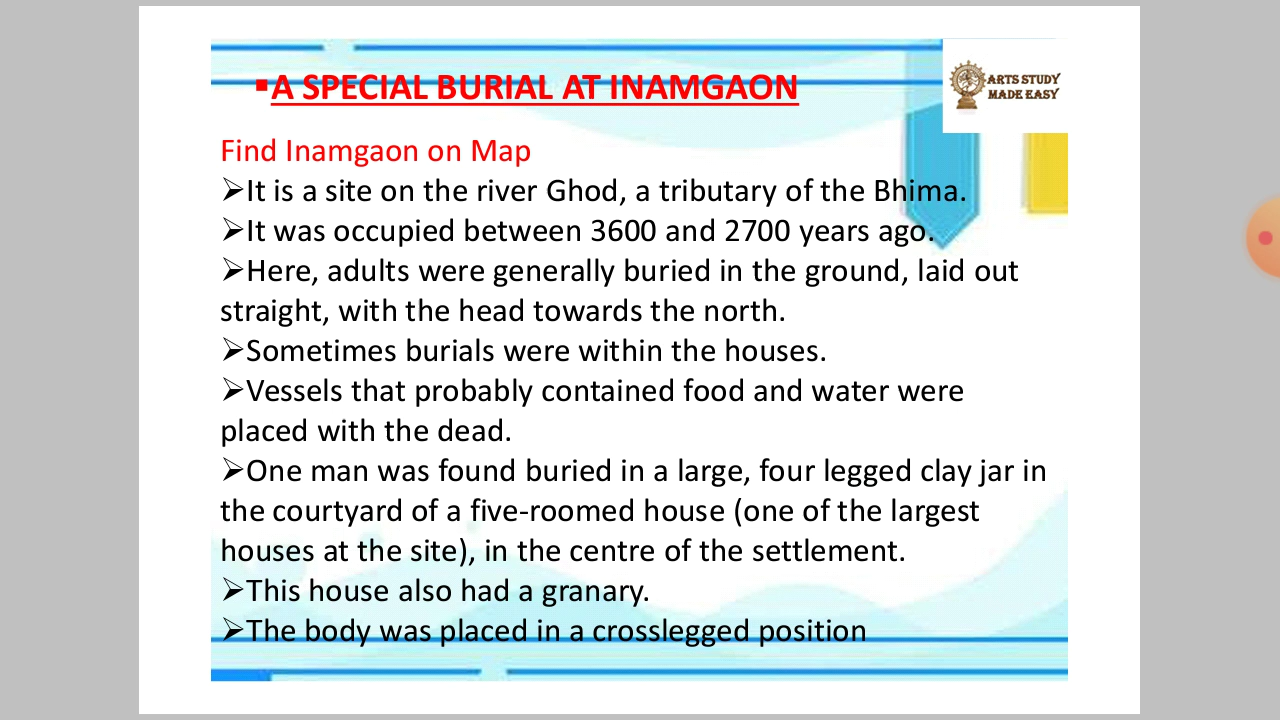 ▪A SPECIAL BURIAL AT INAMGAON
ARTS STUDY
MADE EASY
Find Inamgaon on Map
➢It is a site on the river Ghod, a tributary of the Bhima.
➢It was occupied between 3600 and 2700 years ago.
➢Here, adults were generally buried in the ground, laid out
straight, with the head towards the north.
➢Sometimes burials were within the houses.
➢Vessels that probably contained food and water were
placed with the dead.
➢One man was found buried in a large, four legged clay jar in
the courtyard of a five-roomed house (one of the largest
houses at the site), in the centre of the settlement.
➢This house also had a granary.
➢The body was placed in a crosslegged position